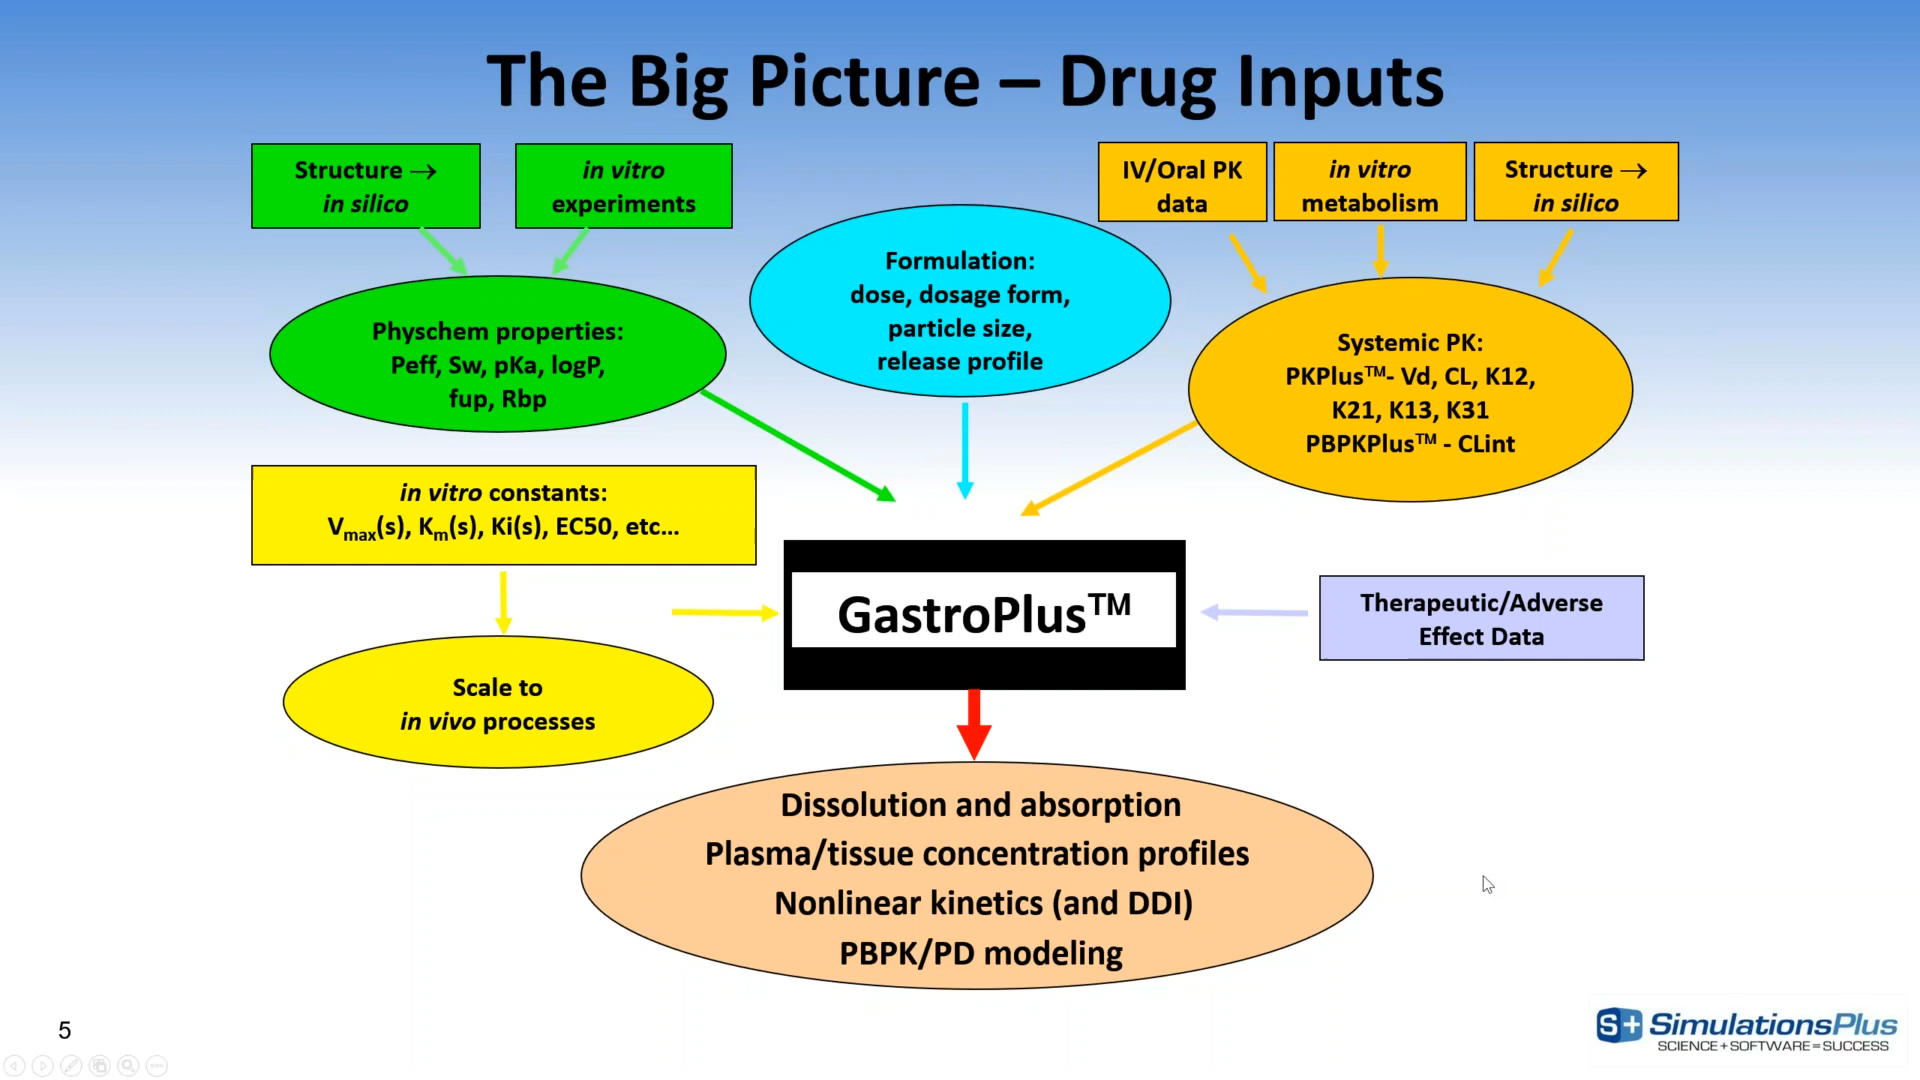 The Big Picture – Drug Inputs
Structure →
in silico
in vitro
experiments
IV/Oral PK
data
in vitro
metabolism
Structure →
in silico
Formulation:
dose, dosage form,
particle size,
release profile
Physchem properties:
Peff, Sw, pKa, logP,
fup, Rbp
Systemic PK:
PKPlus™- Vd, CL, K12,
K21, K13, K31
PBPKPlus™ - CLint
in vitro constants:
Vmax(s), Km(s), Ki(s), EC50, etc...
GastroPlus™
Therapeutic/Adverse
Effect Data
Scale to
in vivo processes
Dissolution and absorption
Plasma/tissue concentration profiles
Nonlinear kinetics (and DDI)
PBPK/PD modeling
5
S+ SimulationsPlus
SCIENCE + SOFTWARE = SUCCESS